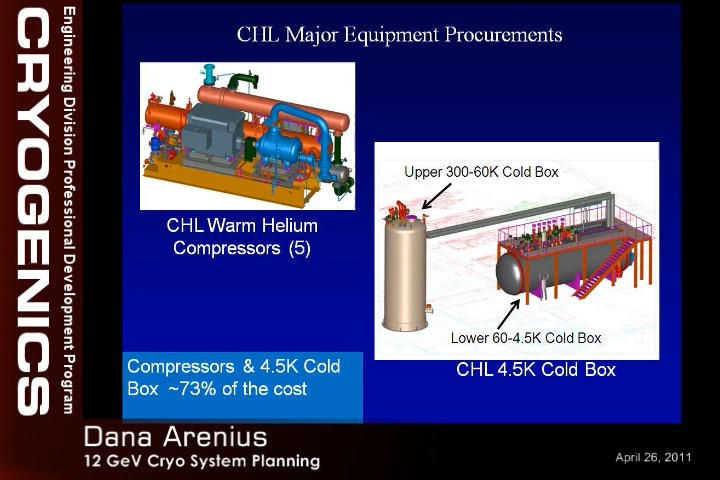 CRYOGENICS
Engineering Division Professional Development Program
CHL Major Equipment Procurements
CHL Warm Helium
Compressors (5)
Upper 300-60K Cold Box
Lower 60-4.5K Cold Box
CHL 4.5K Cold Box
Compressors & 4.5K Cold
Box ~73% of the cost
Dana Arenius
12 GeV Cryo System Planning
April 26, 2011